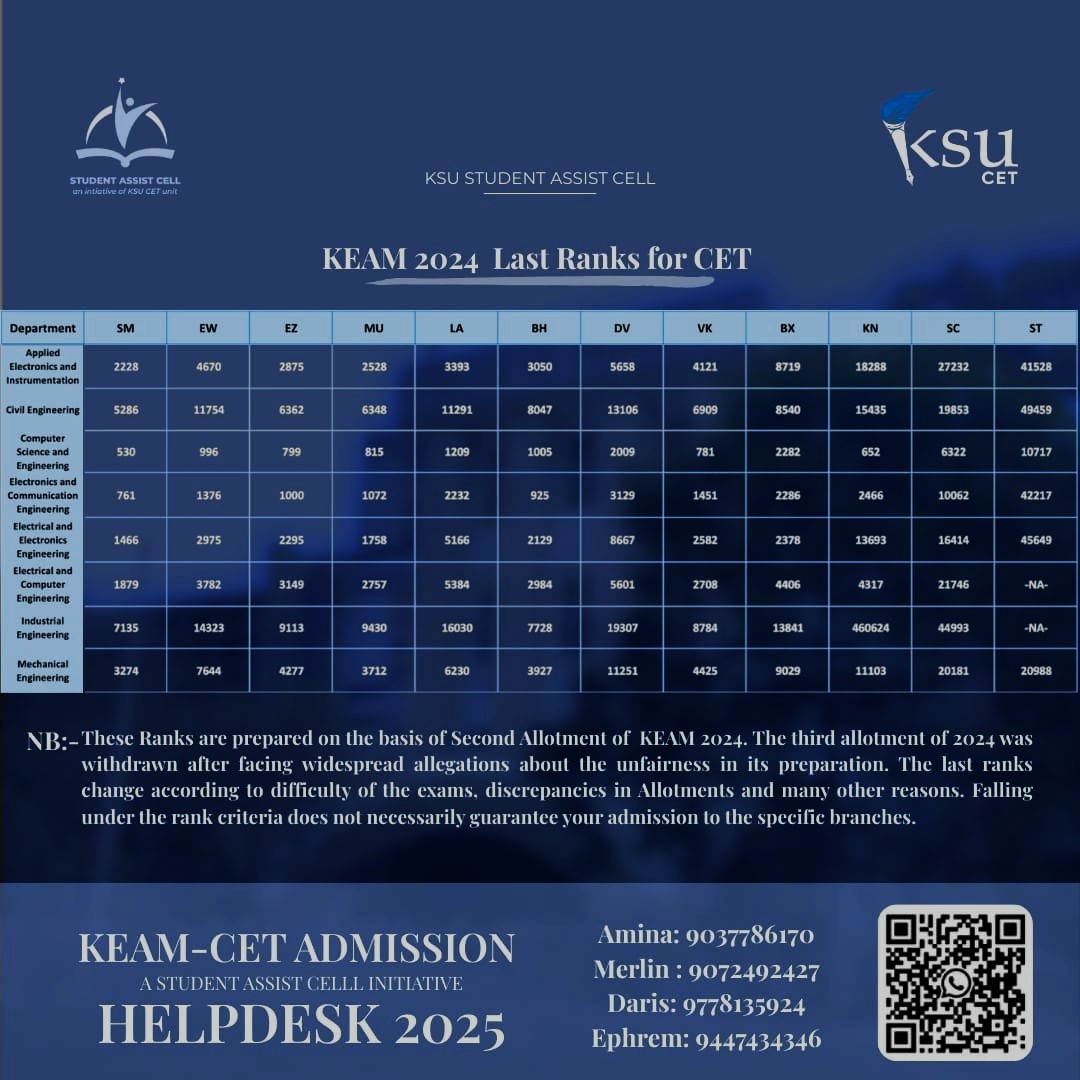 STUDENT ASSIST CELL
an intiative of KSU CET unit
KSU STUDENT ASSIST CELL
ksu
CET
KEAM 2024 Last Ranks for CET
Department SM EW EZ MU LA BH DV VK BX KN SC ST
Applied
Electronics and
Instrumentation
2228 4670 2875 2528 3393 3050 5658 4121 8719 18288 27232 41528
Civil Engineering 5286 11754 6362 6348 11291 8047 13106 6909 8540 15435 19853 49459
Computer
Science and
Engineering
530 996 799 815 1209 1005 2009 781 2282 652 6322 10717
Electronics and
Communication
Engineering
761 1376 1000 1072 2232 925 3129 1451 2286 2466 10062 42217
Electrical and
Electronics
Engineering
1466 2975 2295 1758 5166 2129 8667 2582 2378 13693 16414 45649
Electrical and
Computer
Engineering
1879 3782 3149 2757 5384 2984 5601 2708 4406 4317 21746 -NA-
Industrial
Engineering
7135 14323 9113 9430 16030 7728 19307 8784 13841 460624 44993 -NA-
Mechanical
Engineering
3274 7644 4277 3712 6230 3927 11251 4425 9029 11103 20181 20988
NB:- These Ranks are prepared on the basis of Second Allotment of KEAM 2024. The third allotment of 2024 was
withdrawn after facing widespread allegations about the unfairness in its preparation. The last ranks
change according to difficulty of the exams, discrepancies in Allotments and many other reasons. Falling
under the rank criteria does not necessarily guarantee your admission to the specific branches.
KEAM-CET ADMISSION
A STUDENT ASSIST CELLL INITIATIVE
HELPDESK 2025
Amina: 9037786170
Merlin : 9072492427
Daris: 9778135924
Ephrem: 9447434346